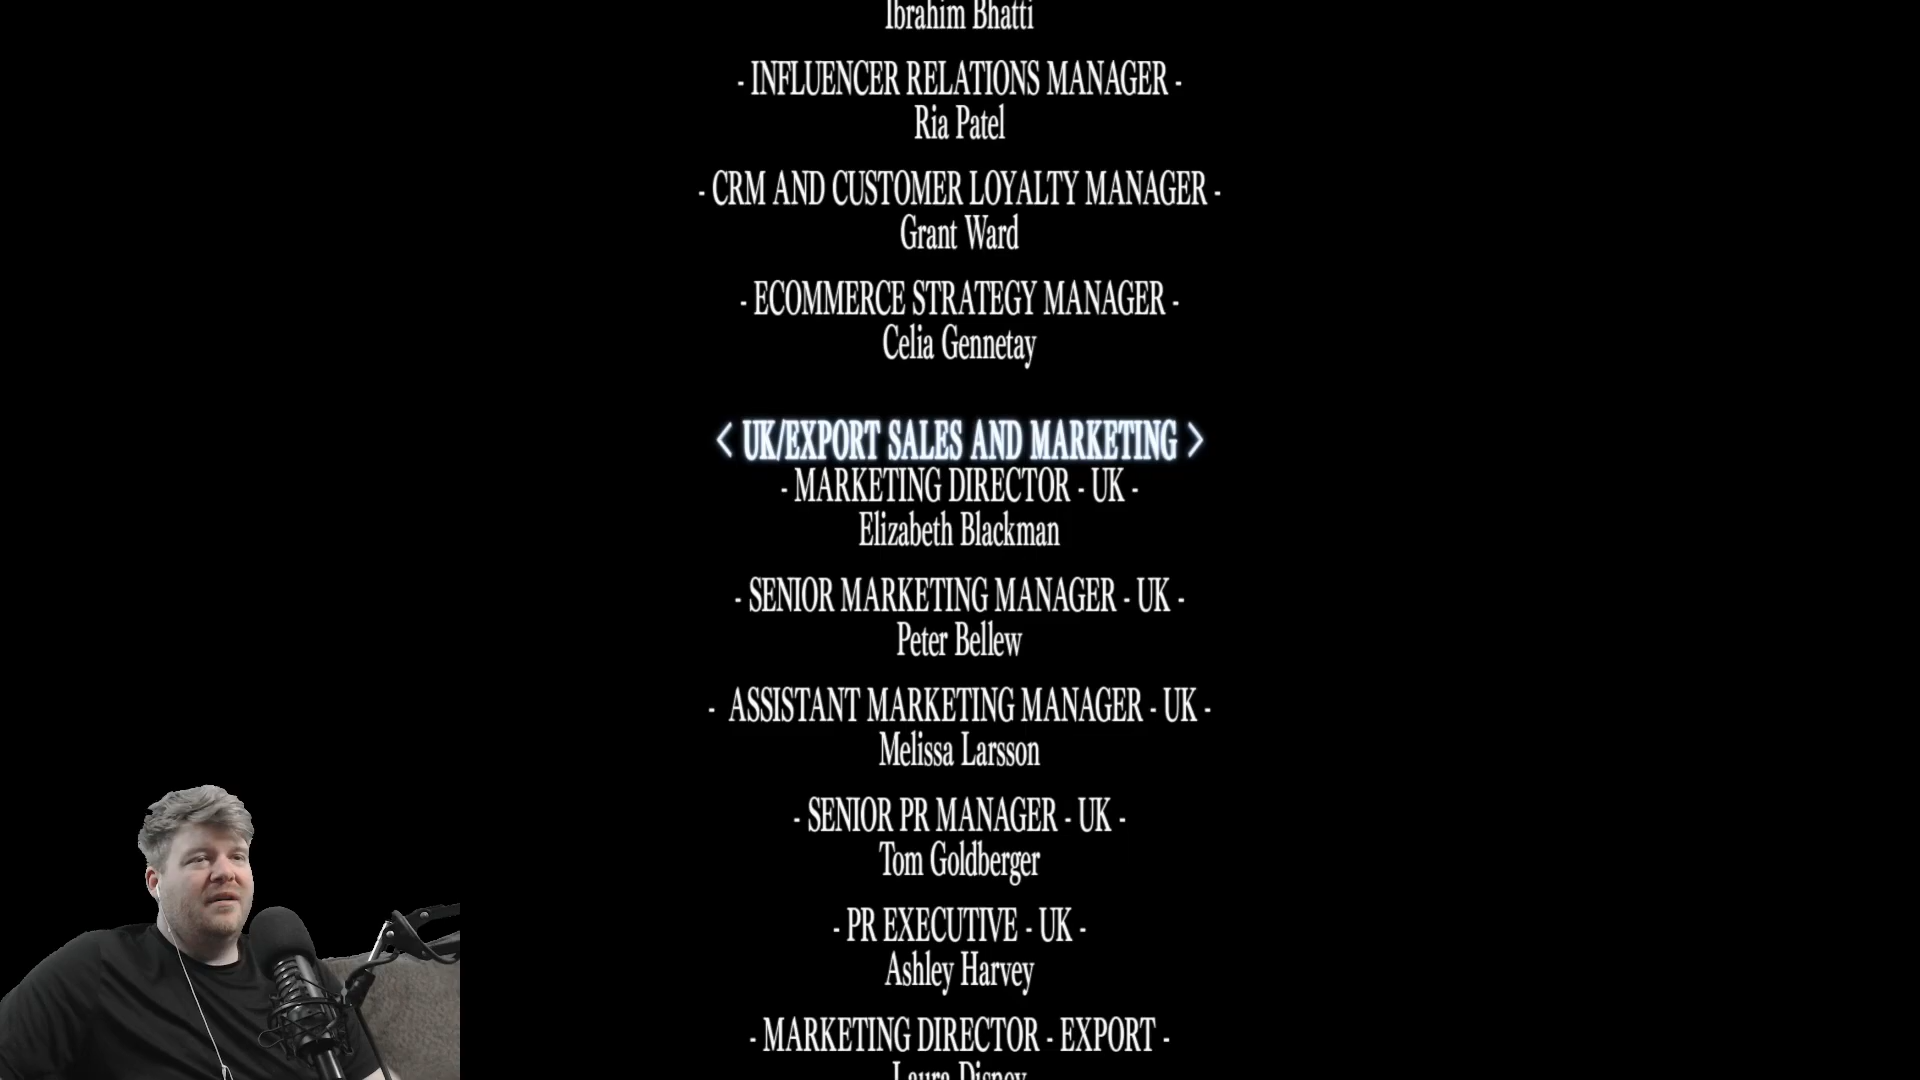 Ibrahim Bhatti
- INFLUENCER RELATIONS MANAGER -
Ria Patel
- CRM AND CUSTOMER LOYALTY MANAGER -
Grant Ward
- ECOMMERCE STRATEGY MANAGER -
Celia Gennetay
< UK/EXPORT SALES AND MARKETING >
- MARKETING DIRECTOR - UK -
Elizabeth Blackman
- SENIOR MARKETING MANAGER - UK -
Peter Bellew
- ASSISTANT MARKETING MANAGER - UK -
Melissa Larsson
- SENIOR PR MANAGER - UK -
Tom Goldberger
- PR EXECUTIVE - UK -
Ashley Harvey
- MARKETING DIRECTOR - EXPORT -
Laura Disney